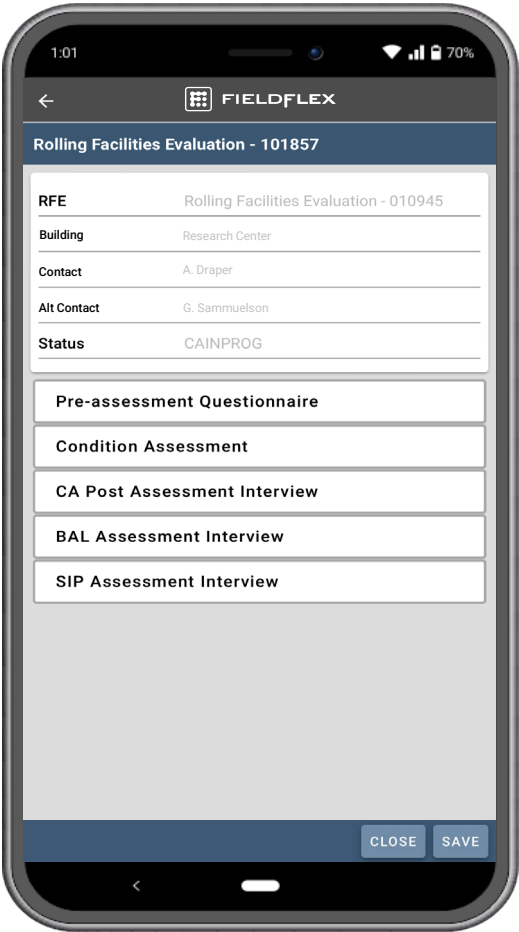 1:01 70%
FIELDFLEX
Rolling Facilities Evaluation - 101857
RFE Rolling Facilities Evaluation - 010945
Building Research Center
Contact A. Draper
Alt Contact G. Sammuelson
Status CAINPROG
Pre-assessment Questionnaire
Condition Assessment
CA Post Assessment Interview
BAL Assessment Interview
SIP Assessment Interview
CLOSE SAVE